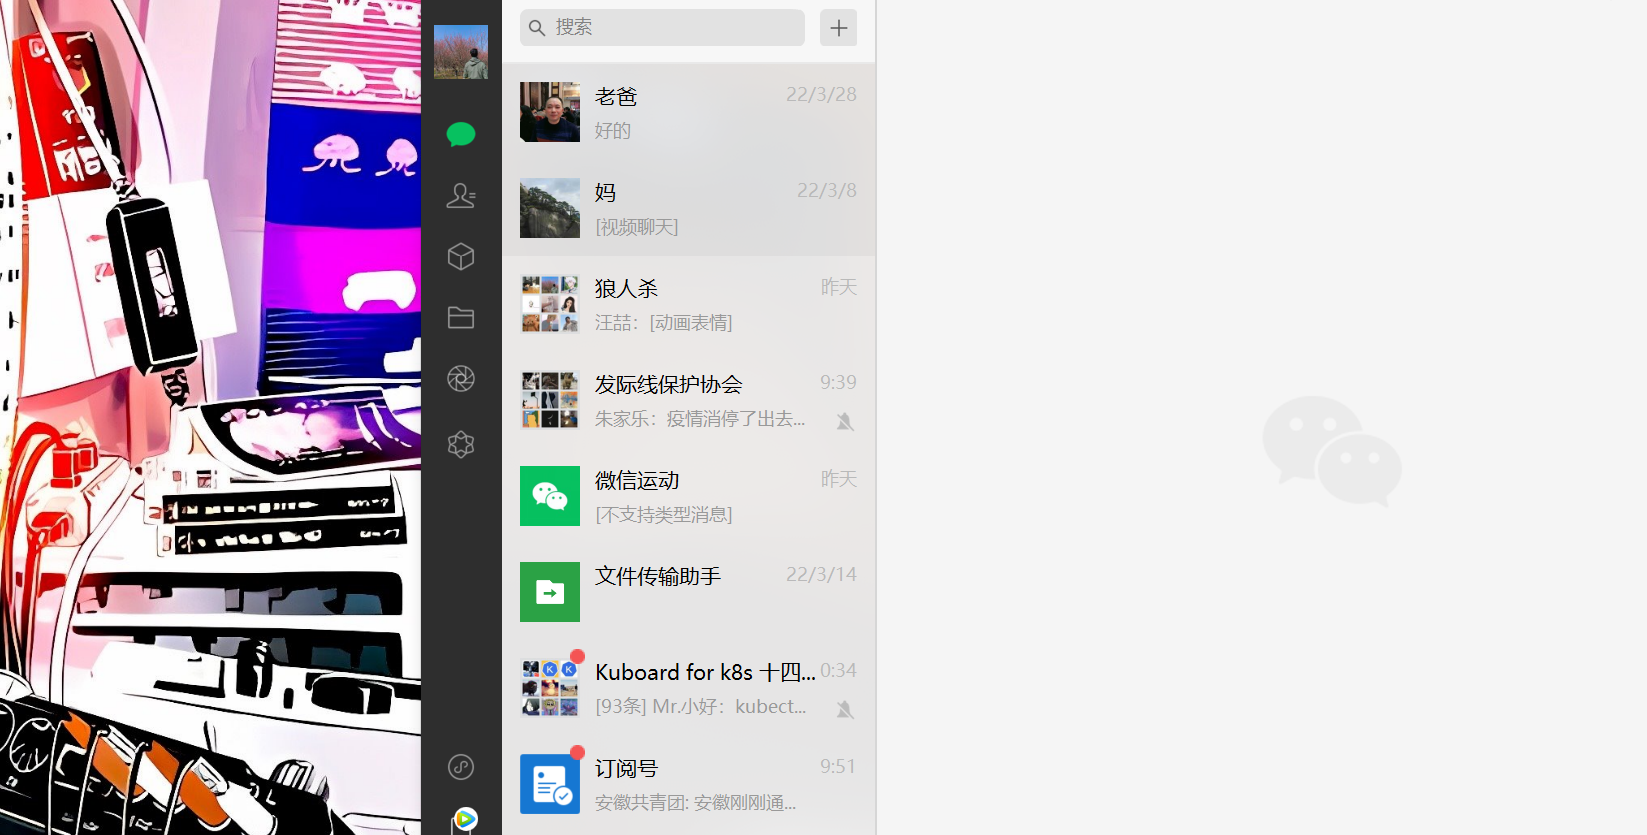 搜索
老爸 22/3/28
好的
妈 22/3/8
[视频聊天]
狼人杀 昨天
汪喆：[动画表情]
发际线保护协会 9:39
朱家乐：疫情消停了出去...
微信运动 昨天
[不支持类型消息]
文件传输助手 22/3/14
Kuboard for k8s 十四... 0:34
[93条] Mr.小好：kubect...
订阅号 9:51
安徽共青团: 安徽刚刚通...